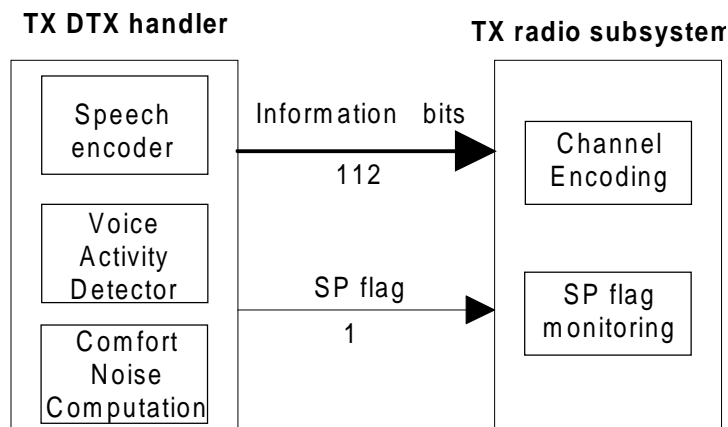 TX DTX handler
TX radio subsystem
Speech
encoder
Information bits
112
Channel
Encoding
Voice
Activity
Detector
SP flag
1
SP flag
monitoring
Comfort
Noise
Computation